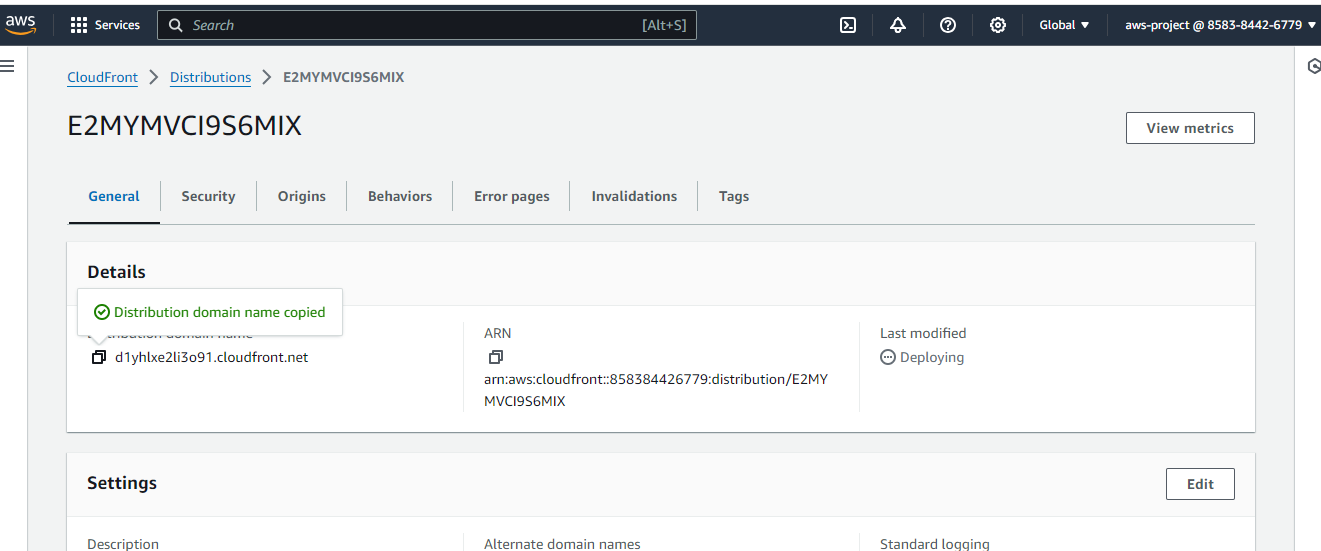 aws
Services
Search
[Alt+S]
Global
aws-project @ 8583-8442-6779
CloudFront
Distributions
E2MYMVCI9S6MIX
E2MYMVCI9S6MIX
View metrics
General
Security
Origins
Behaviors
Error pages
Invalidations
Tags
Details
Distribution domain name copied
d1yhlxe2li3o91.cloudfront.net
ARN
arn:aws:cloudfront::858384426779:distribution/E2MY
MVCI9S6MIX
Last modified
Deploying
Settings
Edit
Description
Alternate domain names
Standard logging